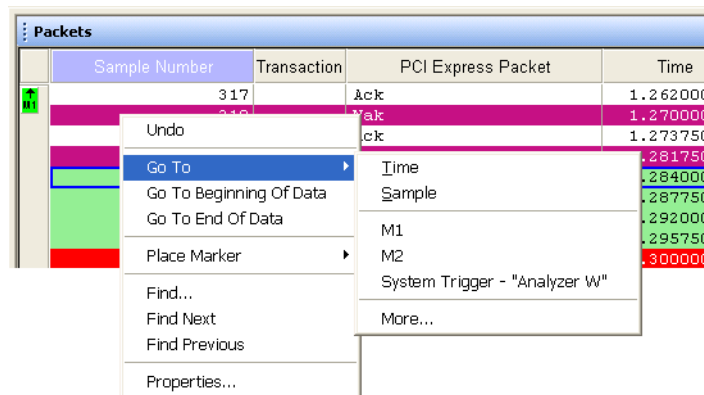 Packets
Sample Number Transaction PCI Express Packet Time
M1 317 Ack 1.262000
Nak 1.270000
1.273750
Undo
.281750
Go To Time
.284000
Go To Beginning Of Data Sample
.287750
Go To End Of Data M1
.292000
.295750
Place Marker M2
.300000
System Trigger - "Analyzer W"
Find...
Find Next More...
Find Previous
Properties...